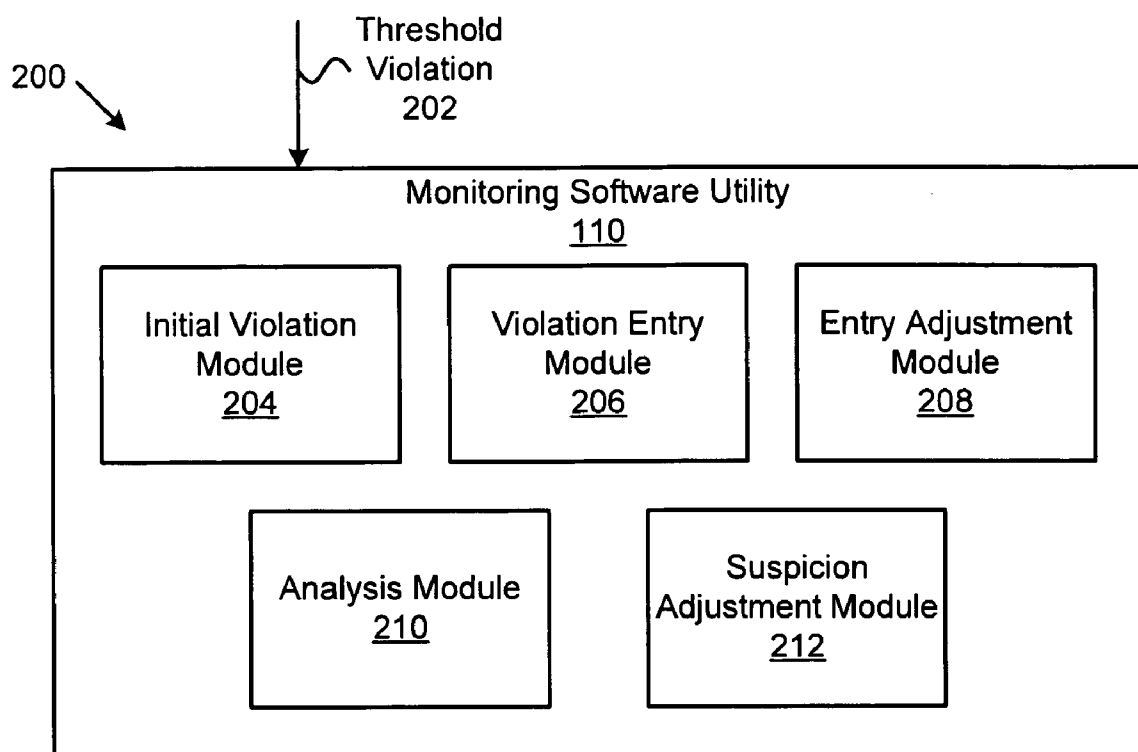 Threshold
Violation
202
200
Monitoring Software Utility
110
Initial Violation
Module
204
Violation Entry
Module
206
Entry Adjustment
Module
208
Analysis Module
210
Suspicion
Adjustment Module
212